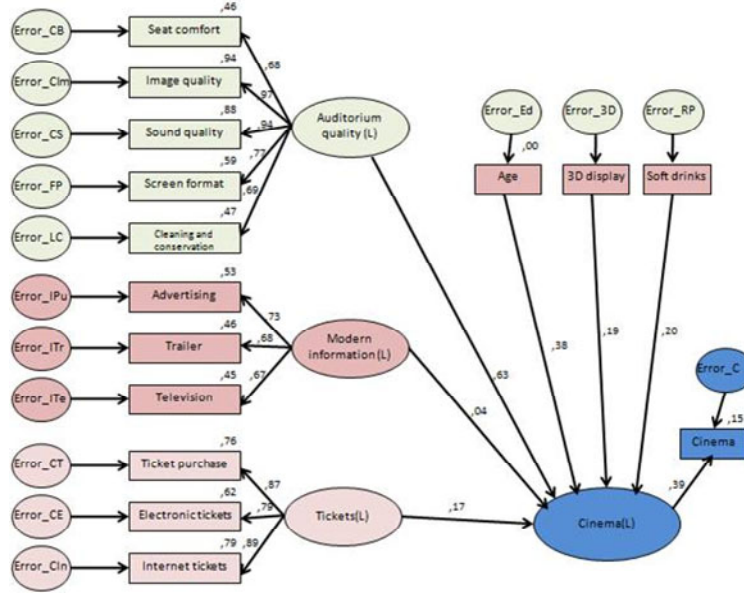 Error_CB
Seat comfort
,46
Error_CIm
Image quality
,94
Error_CS
Sound quality
,88
Error_FP
Screen format
,59
Error_LC
Cleaning and
conservation
,47
,68
,97
,94
,77
,69
Auditorium
quality (L)
Error_IPu
Advertising
,53
Error_ITr
Trailer
,46
Error_ITe
Television
,45
,73
,68
,67
Modern
information (L)
Error_CT
Ticket purchase
,76
Error_CE
Electronic tickets
,62
Error_CIn
Internet tickets
,79
,87
,79
,89
Tickets(L)
Error_Ed
Error_3D
Error_RP
,00
Age
3D display
Soft drinks
,38
,19
,20
,63
,04
,17
Error_C
,15
Cinema
,39
Cinema(L)